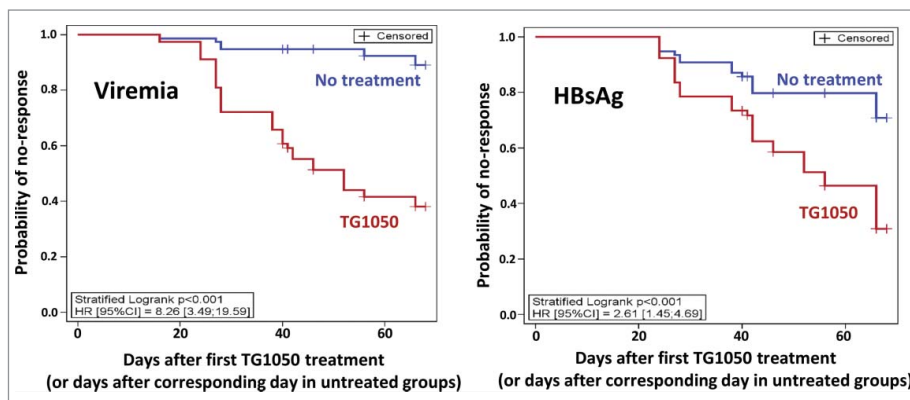 1.0
0.8
0.6
0.4
0.2
0.0
Probability of no-response
+ Censored
No treatment
Viremia
TG1050
Stratified Logrank p<0.001
HR [95%CI] = 8.26 [3.49;19.59]
0
20
40
60
Days after first TG1050 treatment
(or days after corresponding day in untreated groups)
1.0
0.8
0.6
0.4
0.2
0.0
Probability of no-response
+ Censored
No treatment
HBsAg
TG1050
Stratified Logrank p<0.001
HR [95%CI] = 2.61 [1.45;4.69]
0
20
40
60
Days after first TG1050 treatment
(or days after corresponding day in untreated groups)